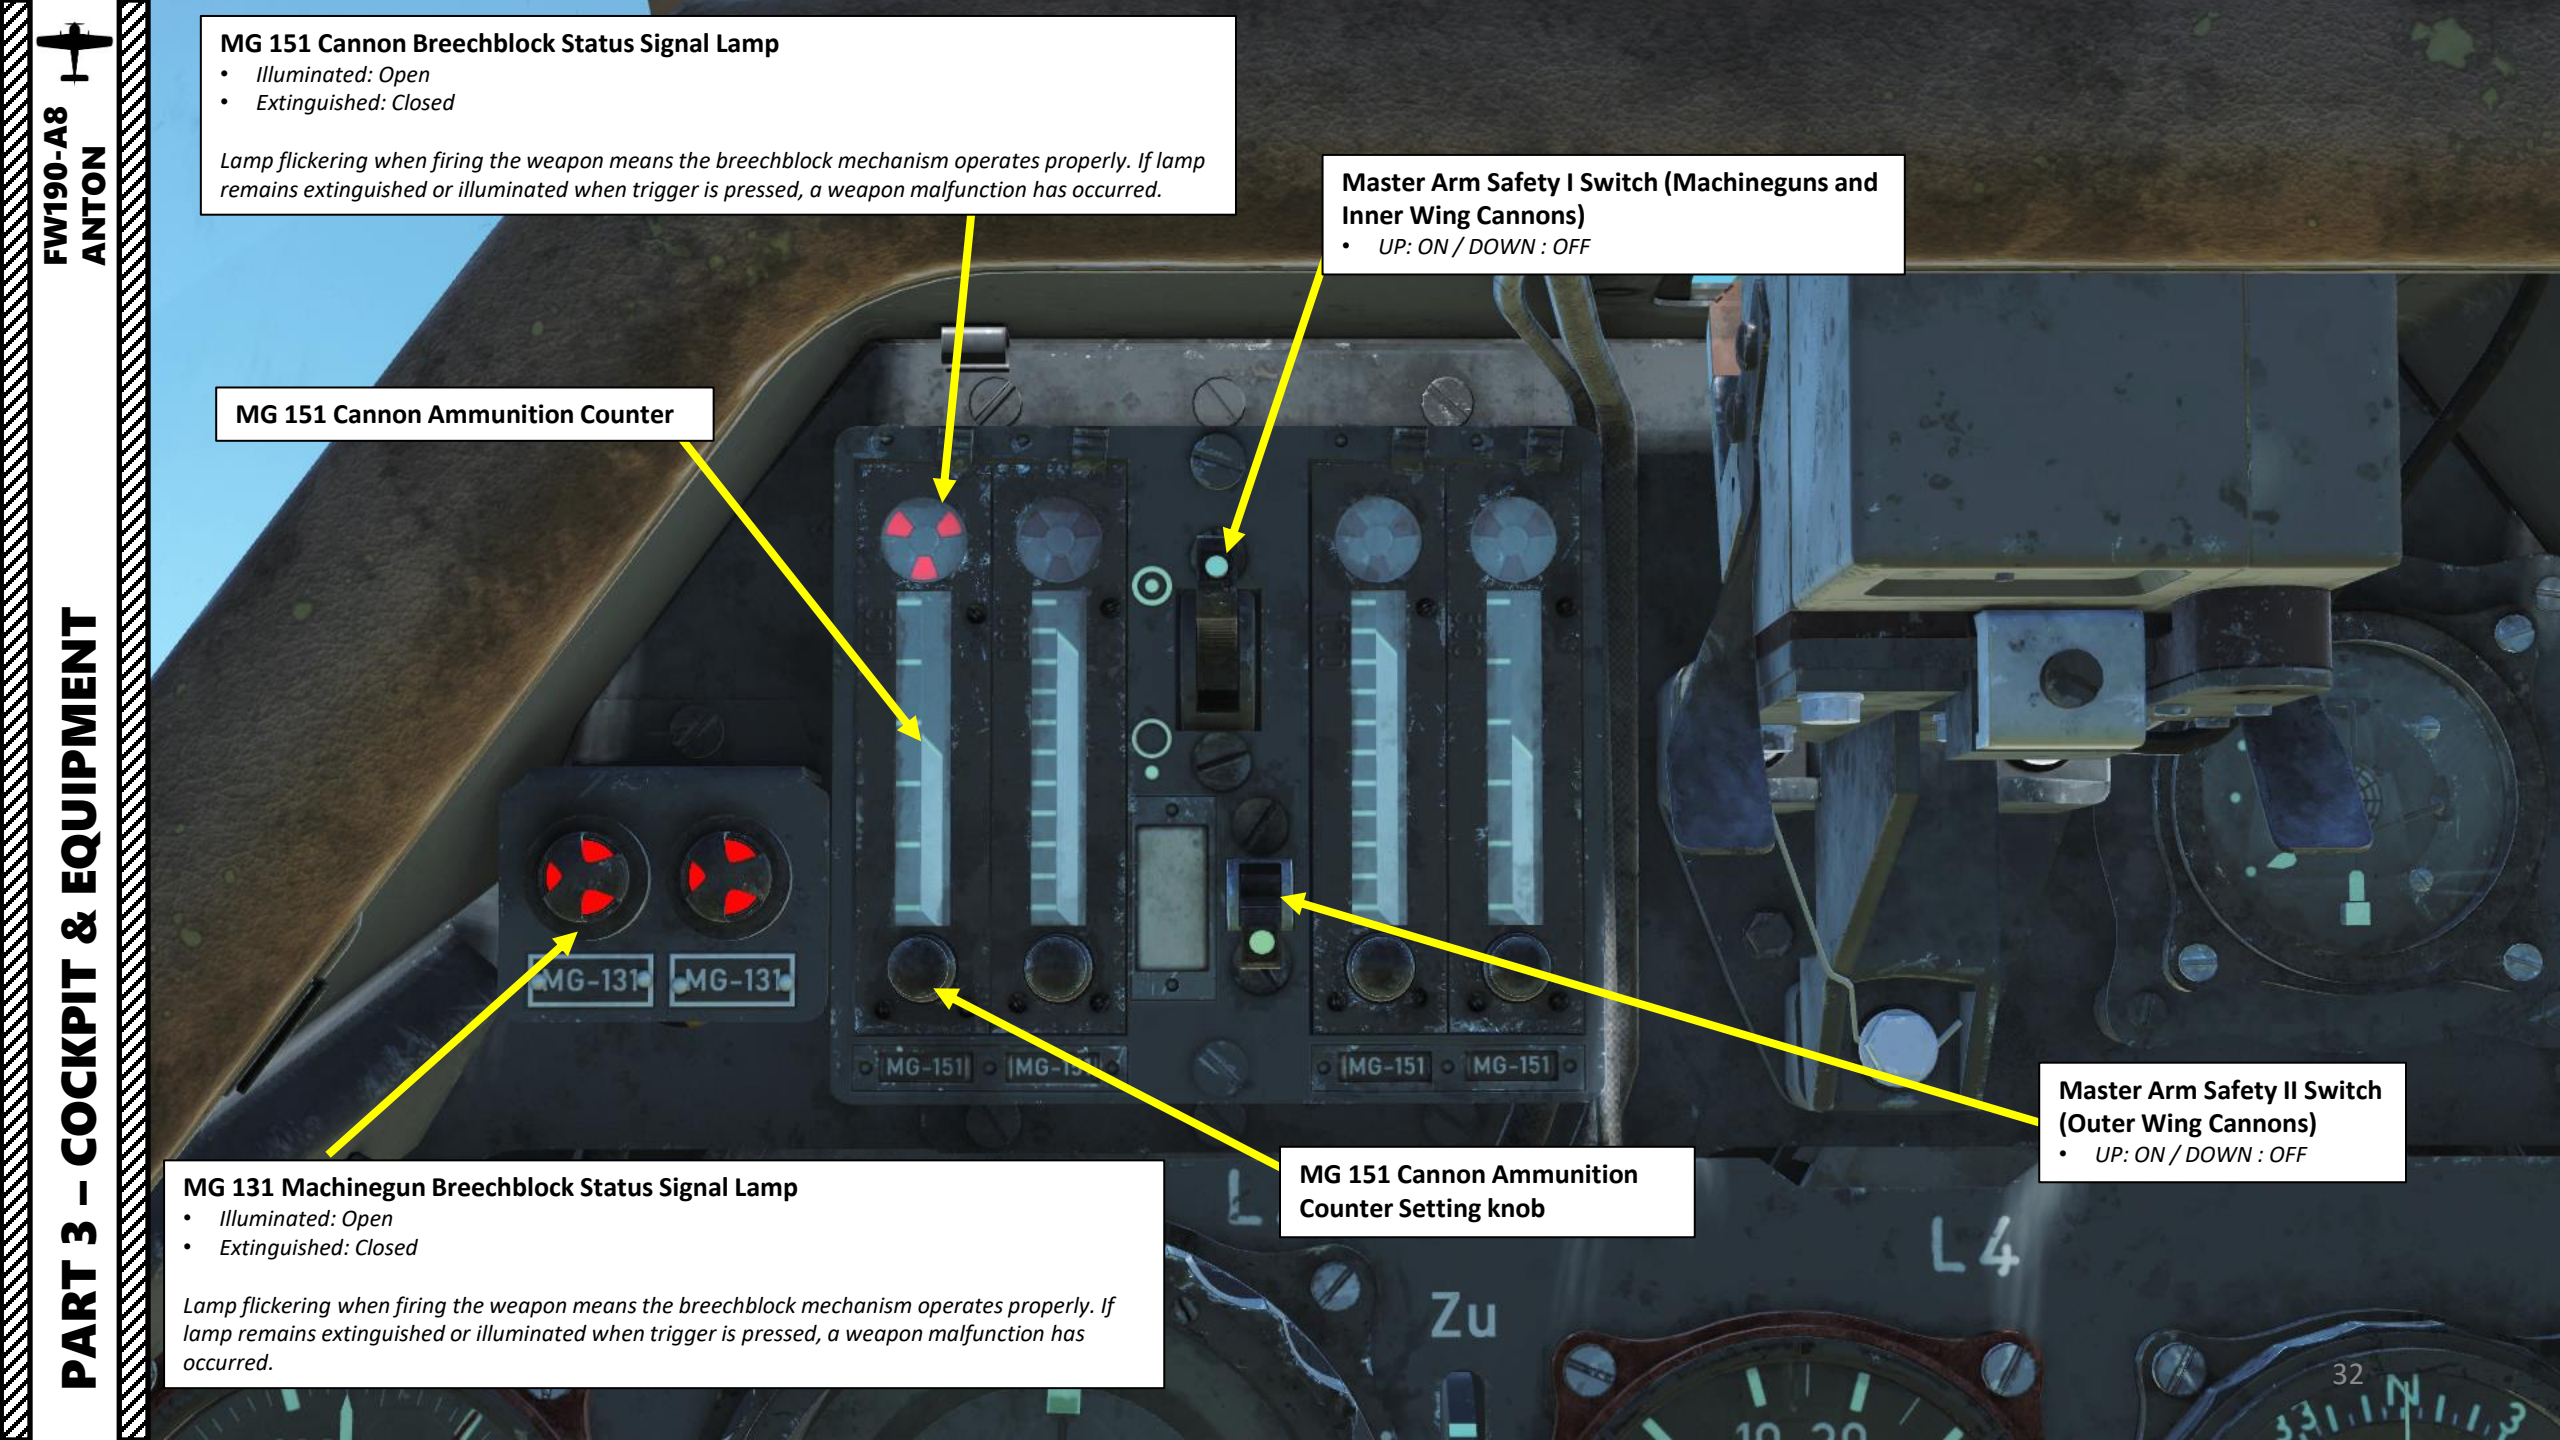 FW190-A8
ANTON
PART 3 – COCKPIT & EQUIPMENT
MG 151 Cannon Breechblock Status Signal Lamp
• Illuminated: Open
• Extinguished: Closed
Lamp flickering when firing the weapon means the breechblock mechanism operates properly. If lamp
remains extinguished or illuminated when trigger is pressed, a weapon malfunction has occurred.
Master Arm Safety I Switch (Machineguns and
Inner Wing Cannons)
• UP: ON / DOWN : OFF
MG 151 Cannon Ammunition Counter
MG-131
MG-131
MG-151
MG-151
MG-151
MG-151
Master Arm Safety II Switch
(Outer Wing Cannons)
• UP: ON / DOWN : OFF
MG 151 Cannon Ammunition
Counter Setting knob
MG 131 Machinegun Breechblock Status Signal Lamp
• Illuminated: Open
• Extinguished: Closed
Lamp flickering when firing the weapon means the breechblock mechanism operates properly. If
lamp remains extinguished or illuminated when trigger is pressed, a weapon malfunction has
occurred.
L4
Zu
32
33 N 3